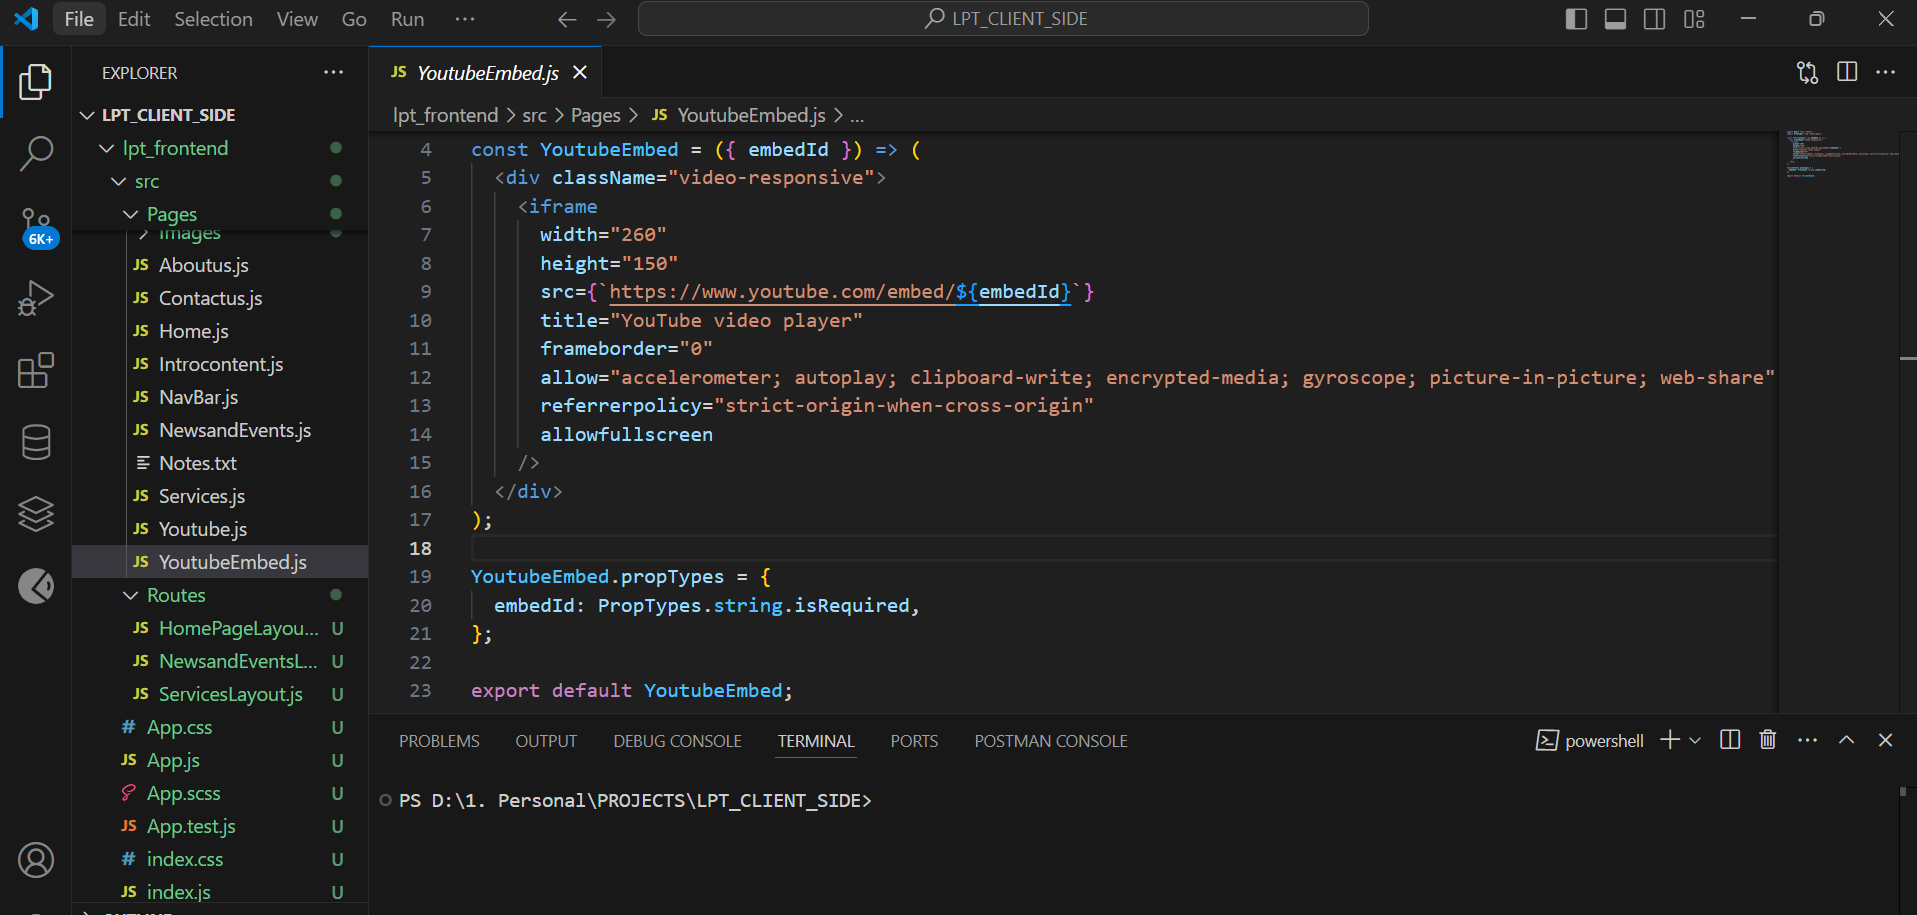 File Edit Selection View Go Run ... LPT_CLIENT_SIDE
EXPLORER
LPT_CLIENT_SIDE
lpt_frontend
src
Pages
Images
JS Aboutus.js
JS Contactus.js
JS Home.js
JS Introcontent.js
JS NavBar.js
JS NewsandEvents.js
Notes.txt
JS Services.js
JS Youtube.js
JS YoutubeEmbed.js
Routes
JS HomePageLayou... U
JS NewsandEventsL... U
JS ServicesLayout.js U
# App.css U
JS App.js U
App.scss U
JS App.test.js U
# index.css U
JS index.js U
6K+
JS YoutubeEmbed.js
lpt_frontend > src > Pages > JS YoutubeEmbed.js > ...
4 const YoutubeEmbed = ({ embedId }) => (
5 <div className="video-responsive">
6 <iframe
7 width="260"
8 height="150"
9 src={`https://www.youtube.com/embed/${embedId}`}
10 title="YouTube video player"
11 frameborder="0"
12 allow="accelerometer; autoplay; clipboard-write; encrypted-media; gyroscope; picture-in-picture; web-share"
13 referrerpolicy="strict-origin-when-cross-origin"
14 allowfullscreen
15 />
16 </div>
17 );
18
19 YoutubeEmbed.propTypes = {
20 embedId: PropTypes.string.isRequired,
21 };
22
23 export default YoutubeEmbed;
PROBLEMS OUTPUT DEBUG CONSOLE TERMINAL PORTS POSTMAN CONSOLE powershell
PS D:\1. Personal\PROJECTS\LPT_CLIENT_SIDE>